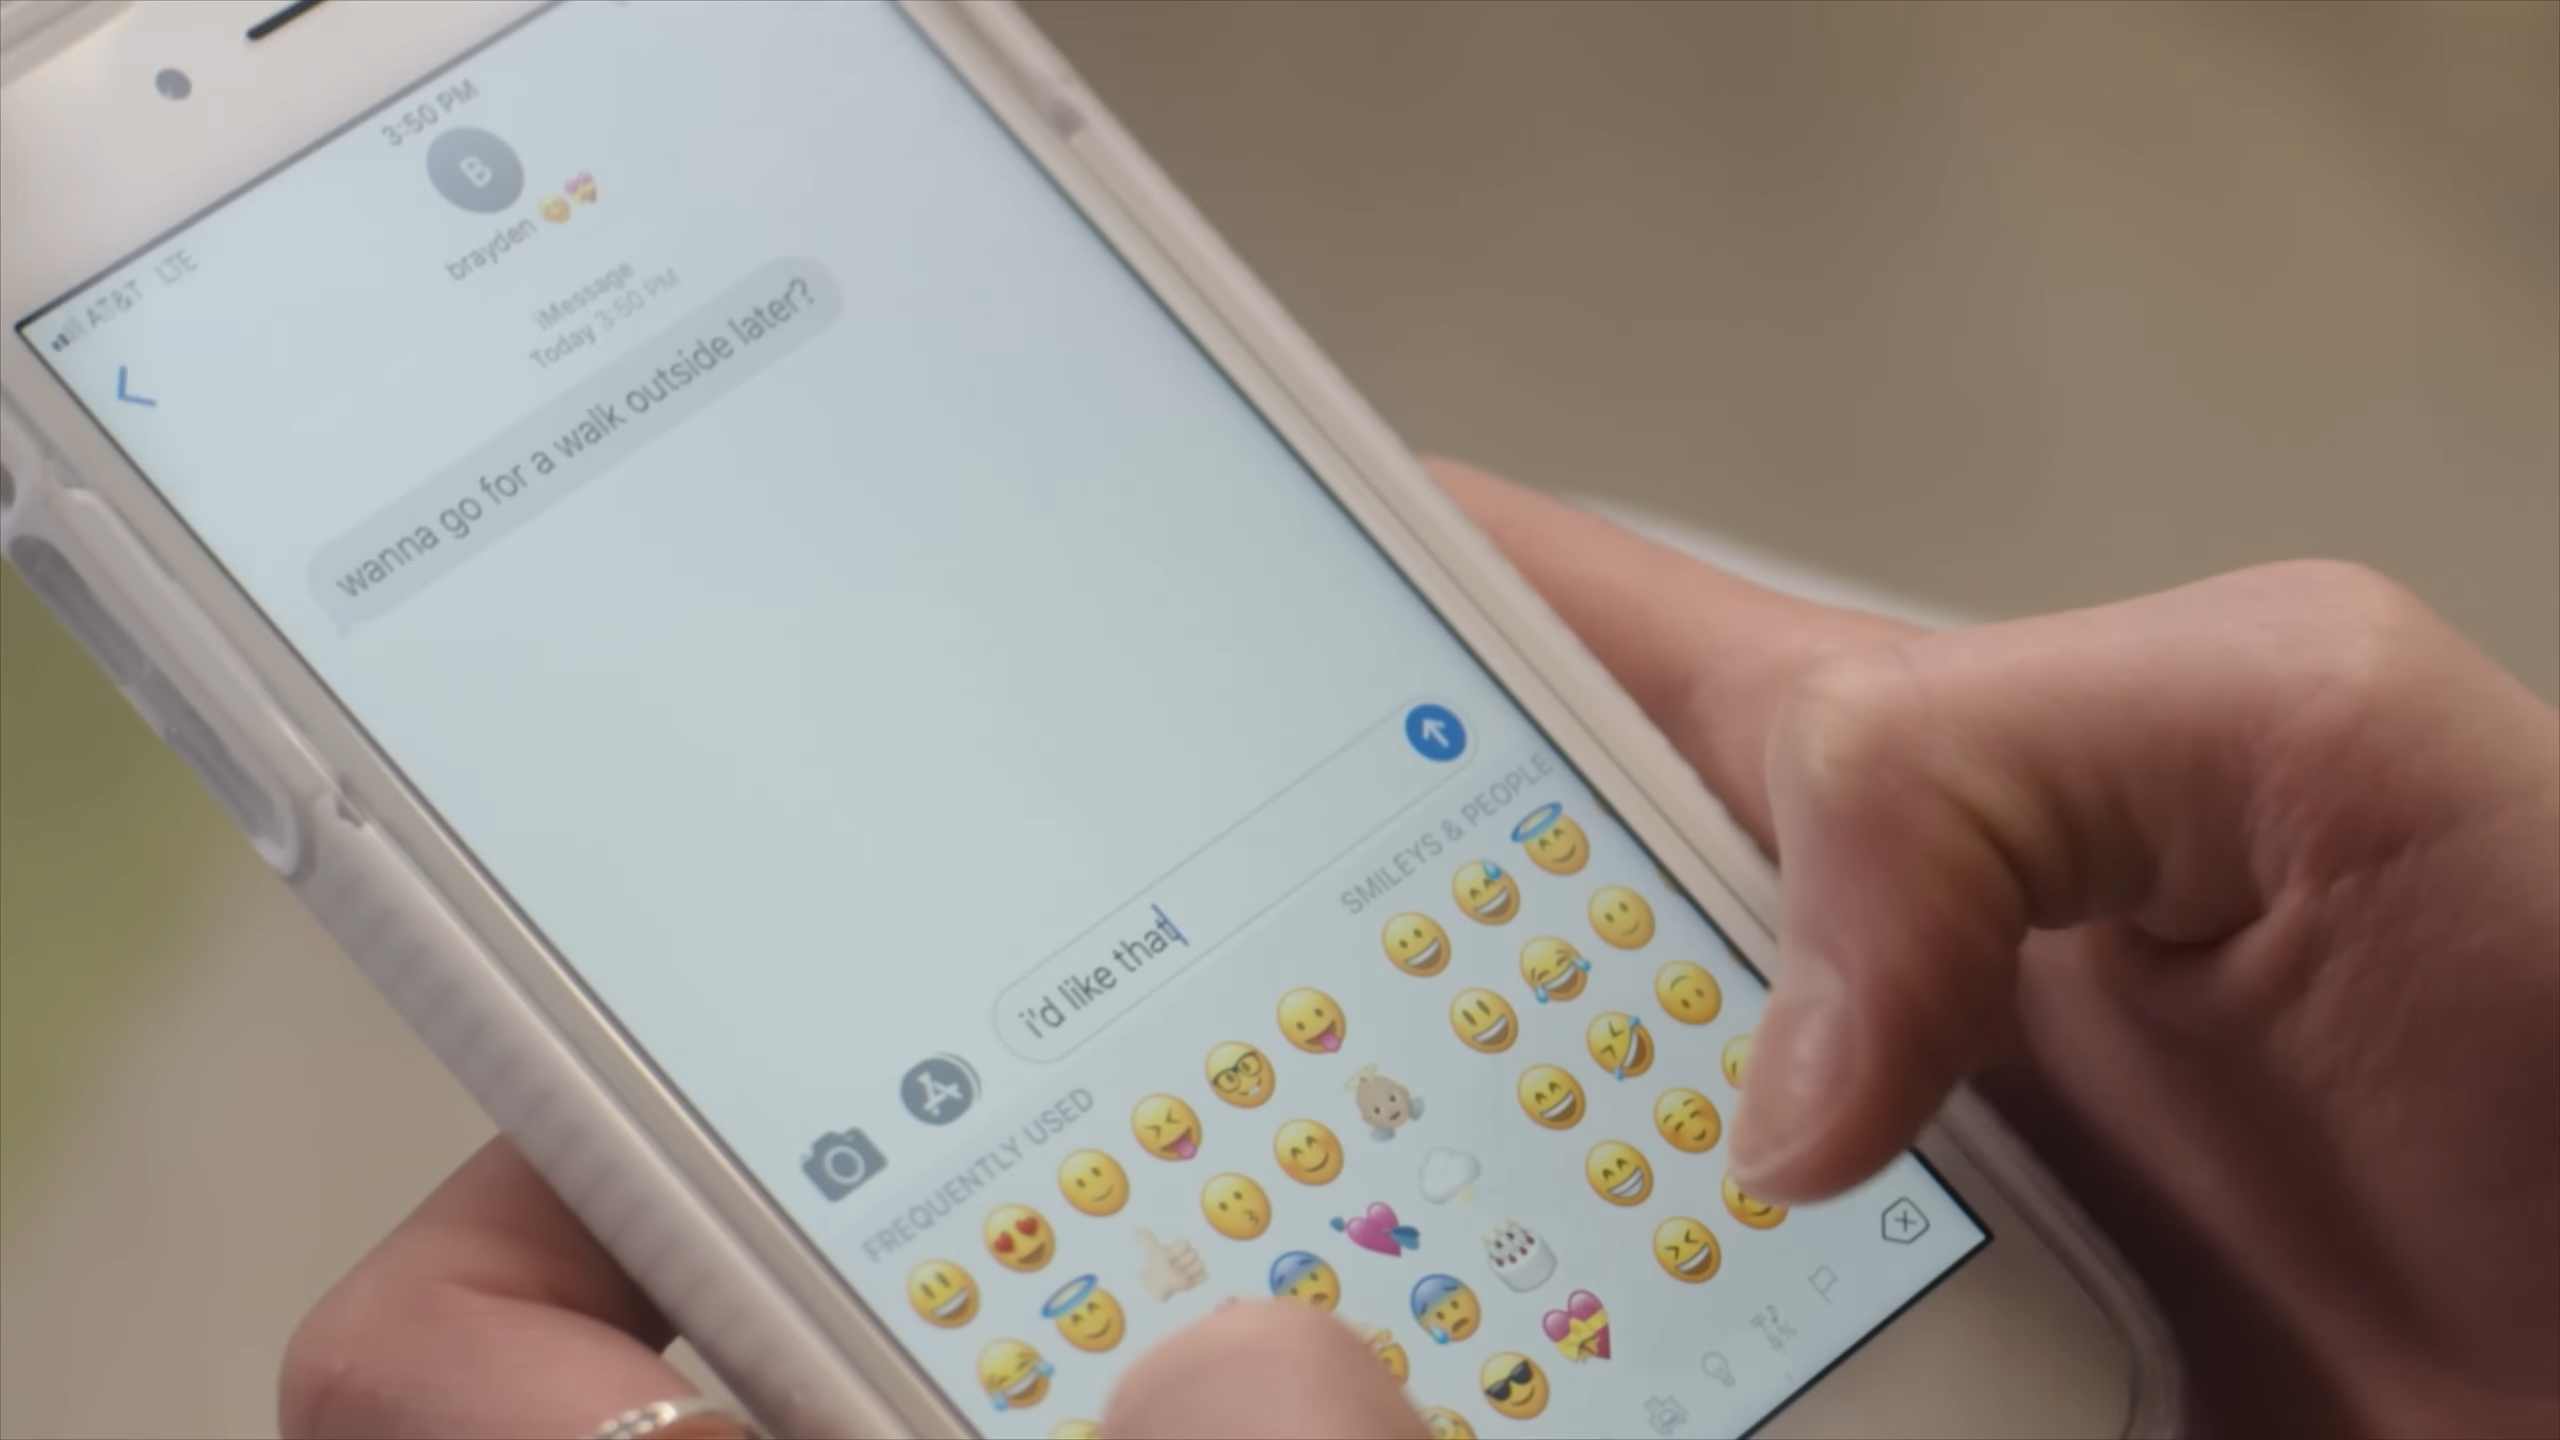 3:50 PM
AT&T LTE
B
brayden 😊💝
iMessage
Today 3:50 PM
wanna go for a walk outside later?
i'd like that
FREQUENTLY USED
SMILEYS & PEOPLE